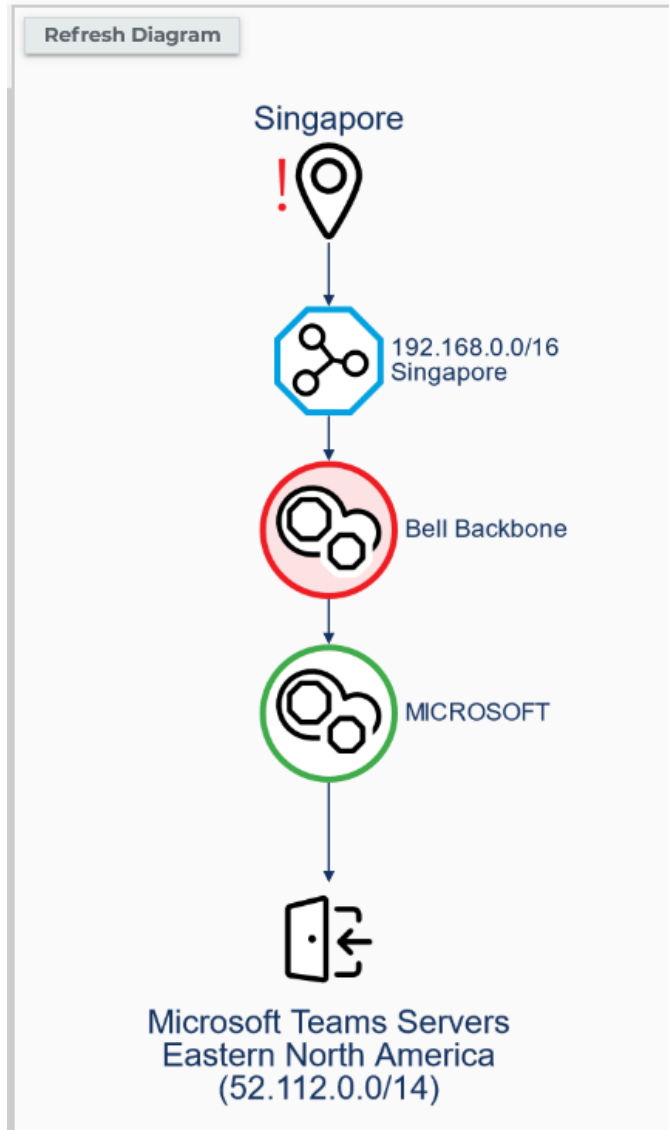 Refresh Diagram
Singapore
!
192.168.0.0/16
Singapore
Bell Backbone
MICROSOFT
Microsoft Teams Servers
Eastern North America
(52.112.0.0/14)